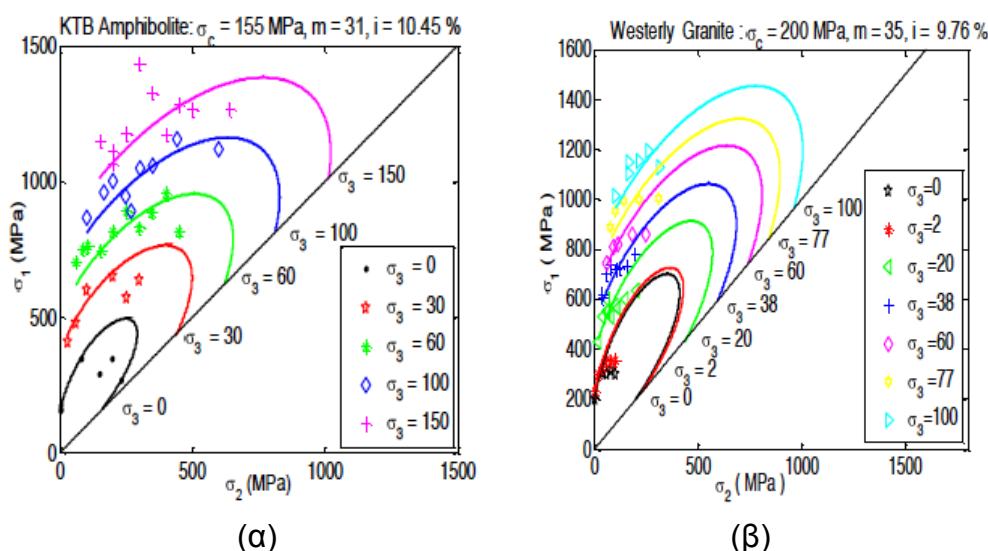 KTB Amphibolite: σc = 155 MPa, m = 31, i = 10.45 %
1500
1000
500
0
σ1 (MPa)
0
500
1000
1500
σ2 (MPa)
σ3 = 150
σ3 = 100
σ3 = 60
σ3 = 30
σ3 = 0
σ3 = 0
σ3 = 30
σ3 = 60
σ3 = 100
σ3 = 150
(α)
Westerly Granite : σc = 200 MPa, m = 35, i = 9.76 %
1600
1400
1200
1000
800
600
400
200
0
σ1 ( MPa)
0
500
1000
1500
σ2 ( MPa )
σ3 = 100
σ3 = 77
σ3 = 60
σ3 = 38
σ3 = 20
σ3 = 2
σ3 = 0
σ3=0
σ3=2
σ3=20
σ3=38
σ3=60
σ3=77
σ3=100
(β)